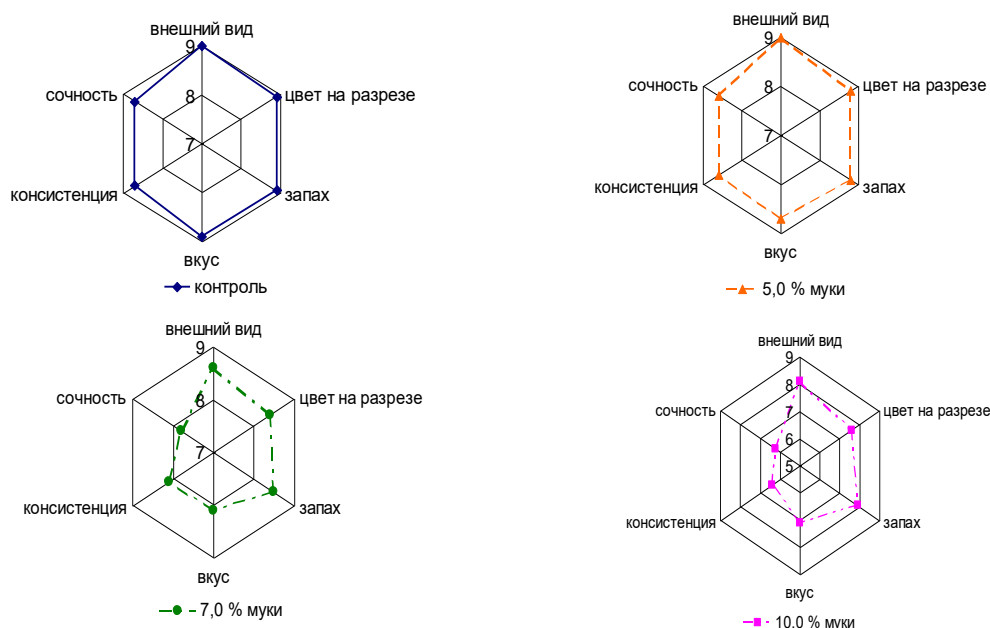 внешний вид
9
сочность
цвет на разрезе
8
7
консистенция
запах
вкус
контроль
внешний вид
9
сочность
цвет на разрезе
8
7
консистенция
запах
вкус
5,0 % муки
внешний вид
9
сочность
цвет на разрезе
8
7
консистенция
запах
вкус
7,0 % муки
внешний вид
9
8
сочность
цвет на разрезе
7
6
5
консистенция
запах
вкус
10.0 % муки